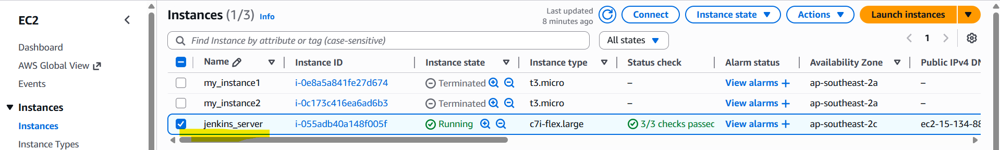 EC2
Dashboard
AWS Global View
Events
Instances
Instances
Instance Types
Instances (1/3) Info
Last updated
8 minutes ago
Connect
Instance state
Actions
Launch instances
Find Instance by attribute or tag (case-sensitive)
All states
1
Name Instance ID Instance state Instance type Status check Alarm status Availability Zone Public IPv4 DN
my_instance1 i-0e8a5a841fe27d674 Terminated t3.micro – View alarms + ap-southeast-2a –
my_instance2 i-0c173c416ea6ad6b3 Terminated t3.micro – View alarms + ap-southeast-2a –
jenkins_server i-055adb40a148f005f Running c7i-flex.large 3/3 checks passec View alarms + ap-southeast-2c ec2-15-134-88